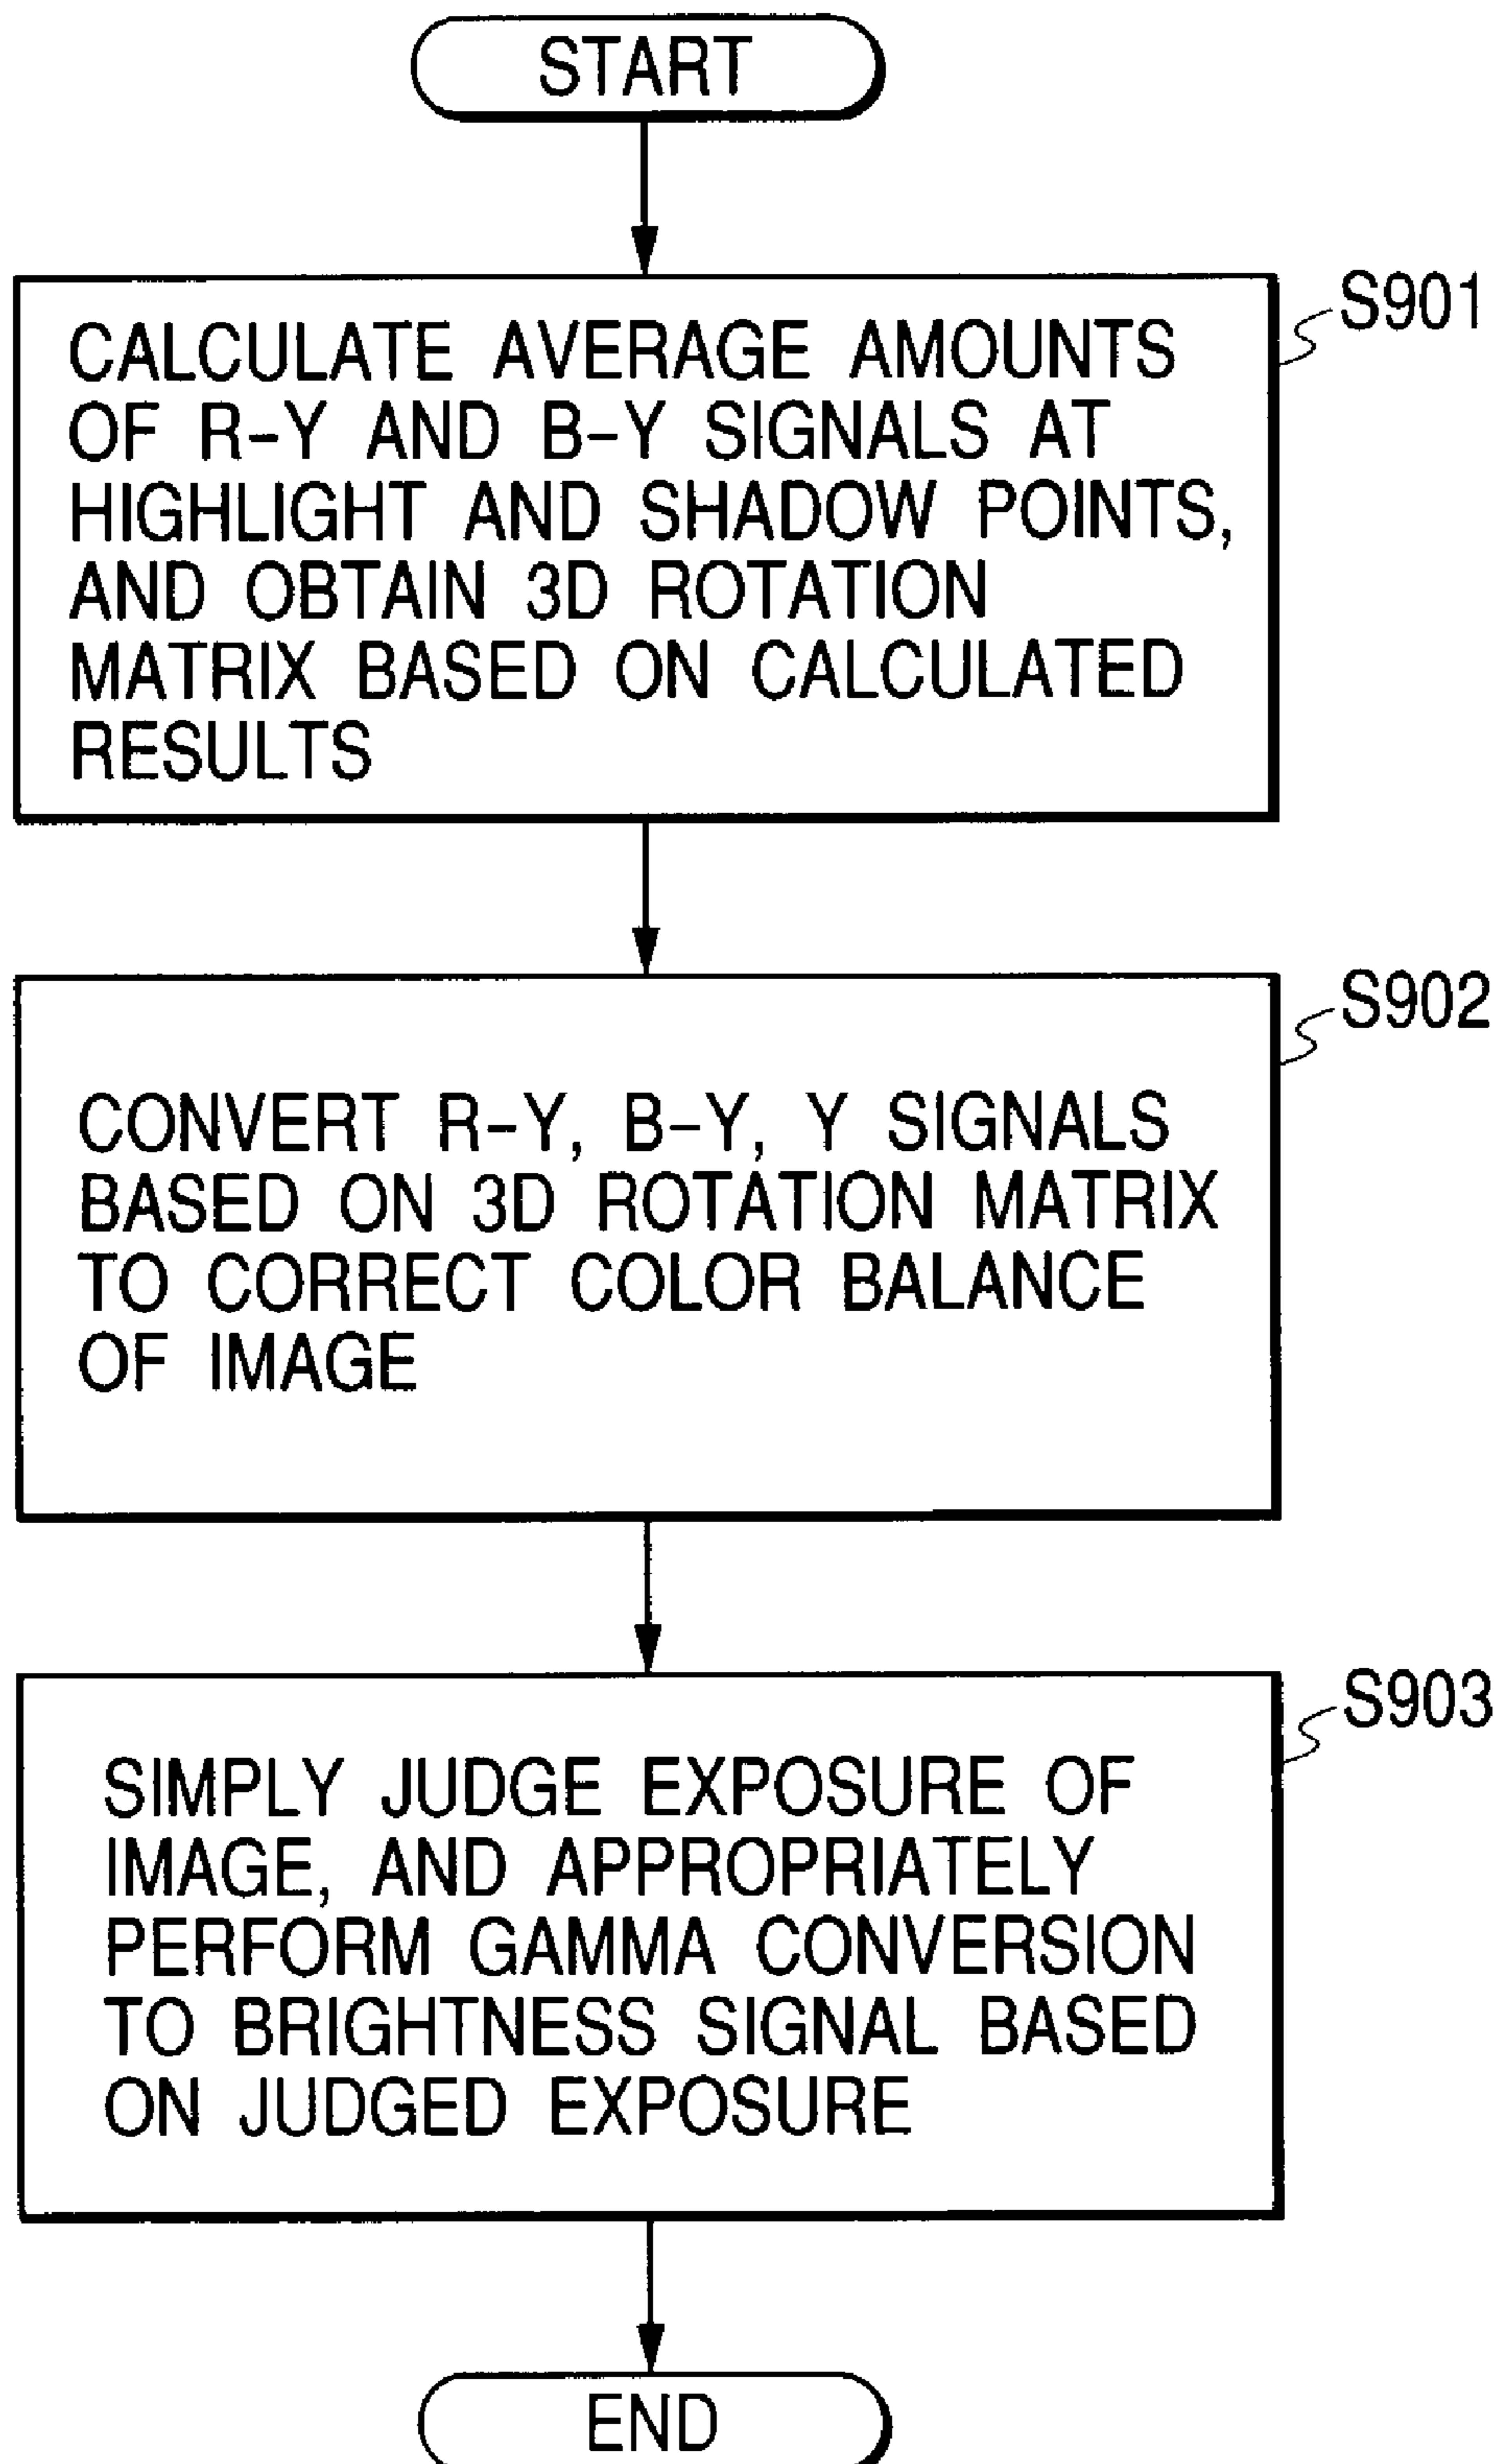 START
CALCULATE AVERAGE AMOUNTS
OF R-Y AND B-Y SIGNALS AT
HIGHLIGHT AND SHADOW POINTS,
AND OBTAIN 3D ROTATION
MATRIX BASED ON CALCULATED
RESULTS
S901
CONVERT R-Y, B-Y, Y SIGNALS
BASED ON 3D ROTATION MATRIX
TO CORRECT COLOR BALANCE
OF IMAGE
S902
SIMPLY JUDGE EXPOSURE OF
IMAGE, AND APPROPRIATELY
PERFORM GAMMA CONVERSION
TO BRIGHTNESS SIGNAL BASED
ON JUDGED EXPOSURE
S903
END